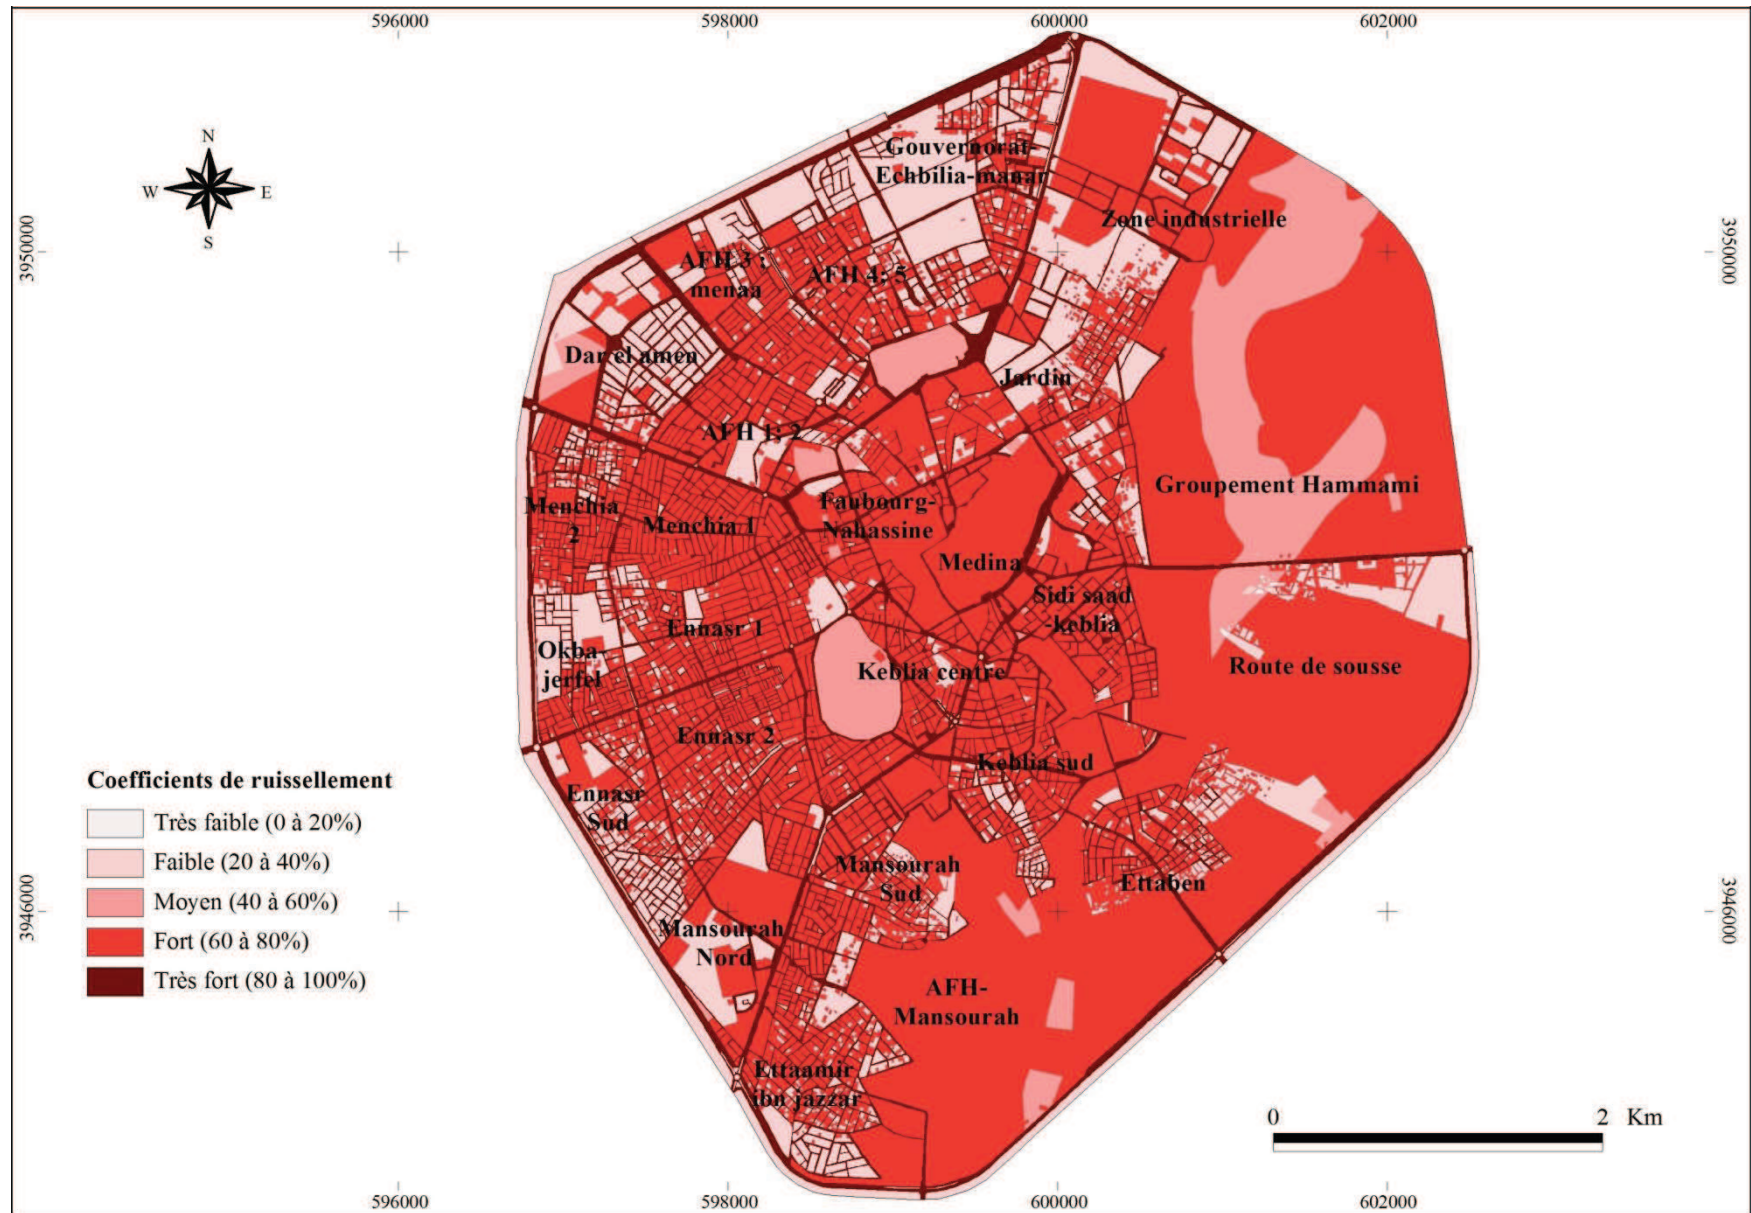 596000
598000
600000
602000
N
W
E
S
3950000
3950000
Gouvernorat-
Echbilia-manar
Zone industrielle
AFH 3 ;
menaa
AFH 4; 5
Dar el amen
Jardin
AFH 1; 2
Groupement Hammami
Menchia
2
Menchia 1
Faubourg-
Nahassine
Medina
Sidi saad
-keblia
Ennasr 1
Okba-
jerfel
Keblia centre
Route de sousse
Ennasr 2
Keblia sud
Ennasr
Sud
Coefficients de ruissellement
Très faible (0 à 20%)
Faible (20 à 40%)
Moyen (40 à 60%)
Fort (60 à 80%)
Très fort (80 à 100%)
Mansourah
Sud
Ettaben
3946000
3946000
Mansourah
Nord
AFH-
Mansourah
Ettaamir
ibn jazzar
0
2
Km
596000
598000
600000
602000